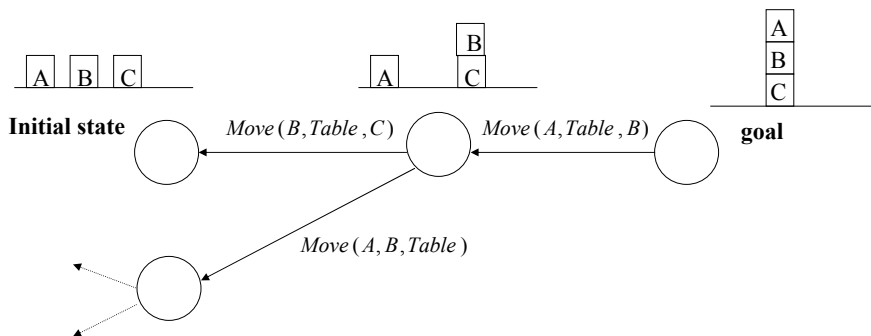 A B C
A
B
C
A
B
C
Initial state
Move(B,Table,C)
Move(A,Table,B)
goal
Move(A,B,Table)